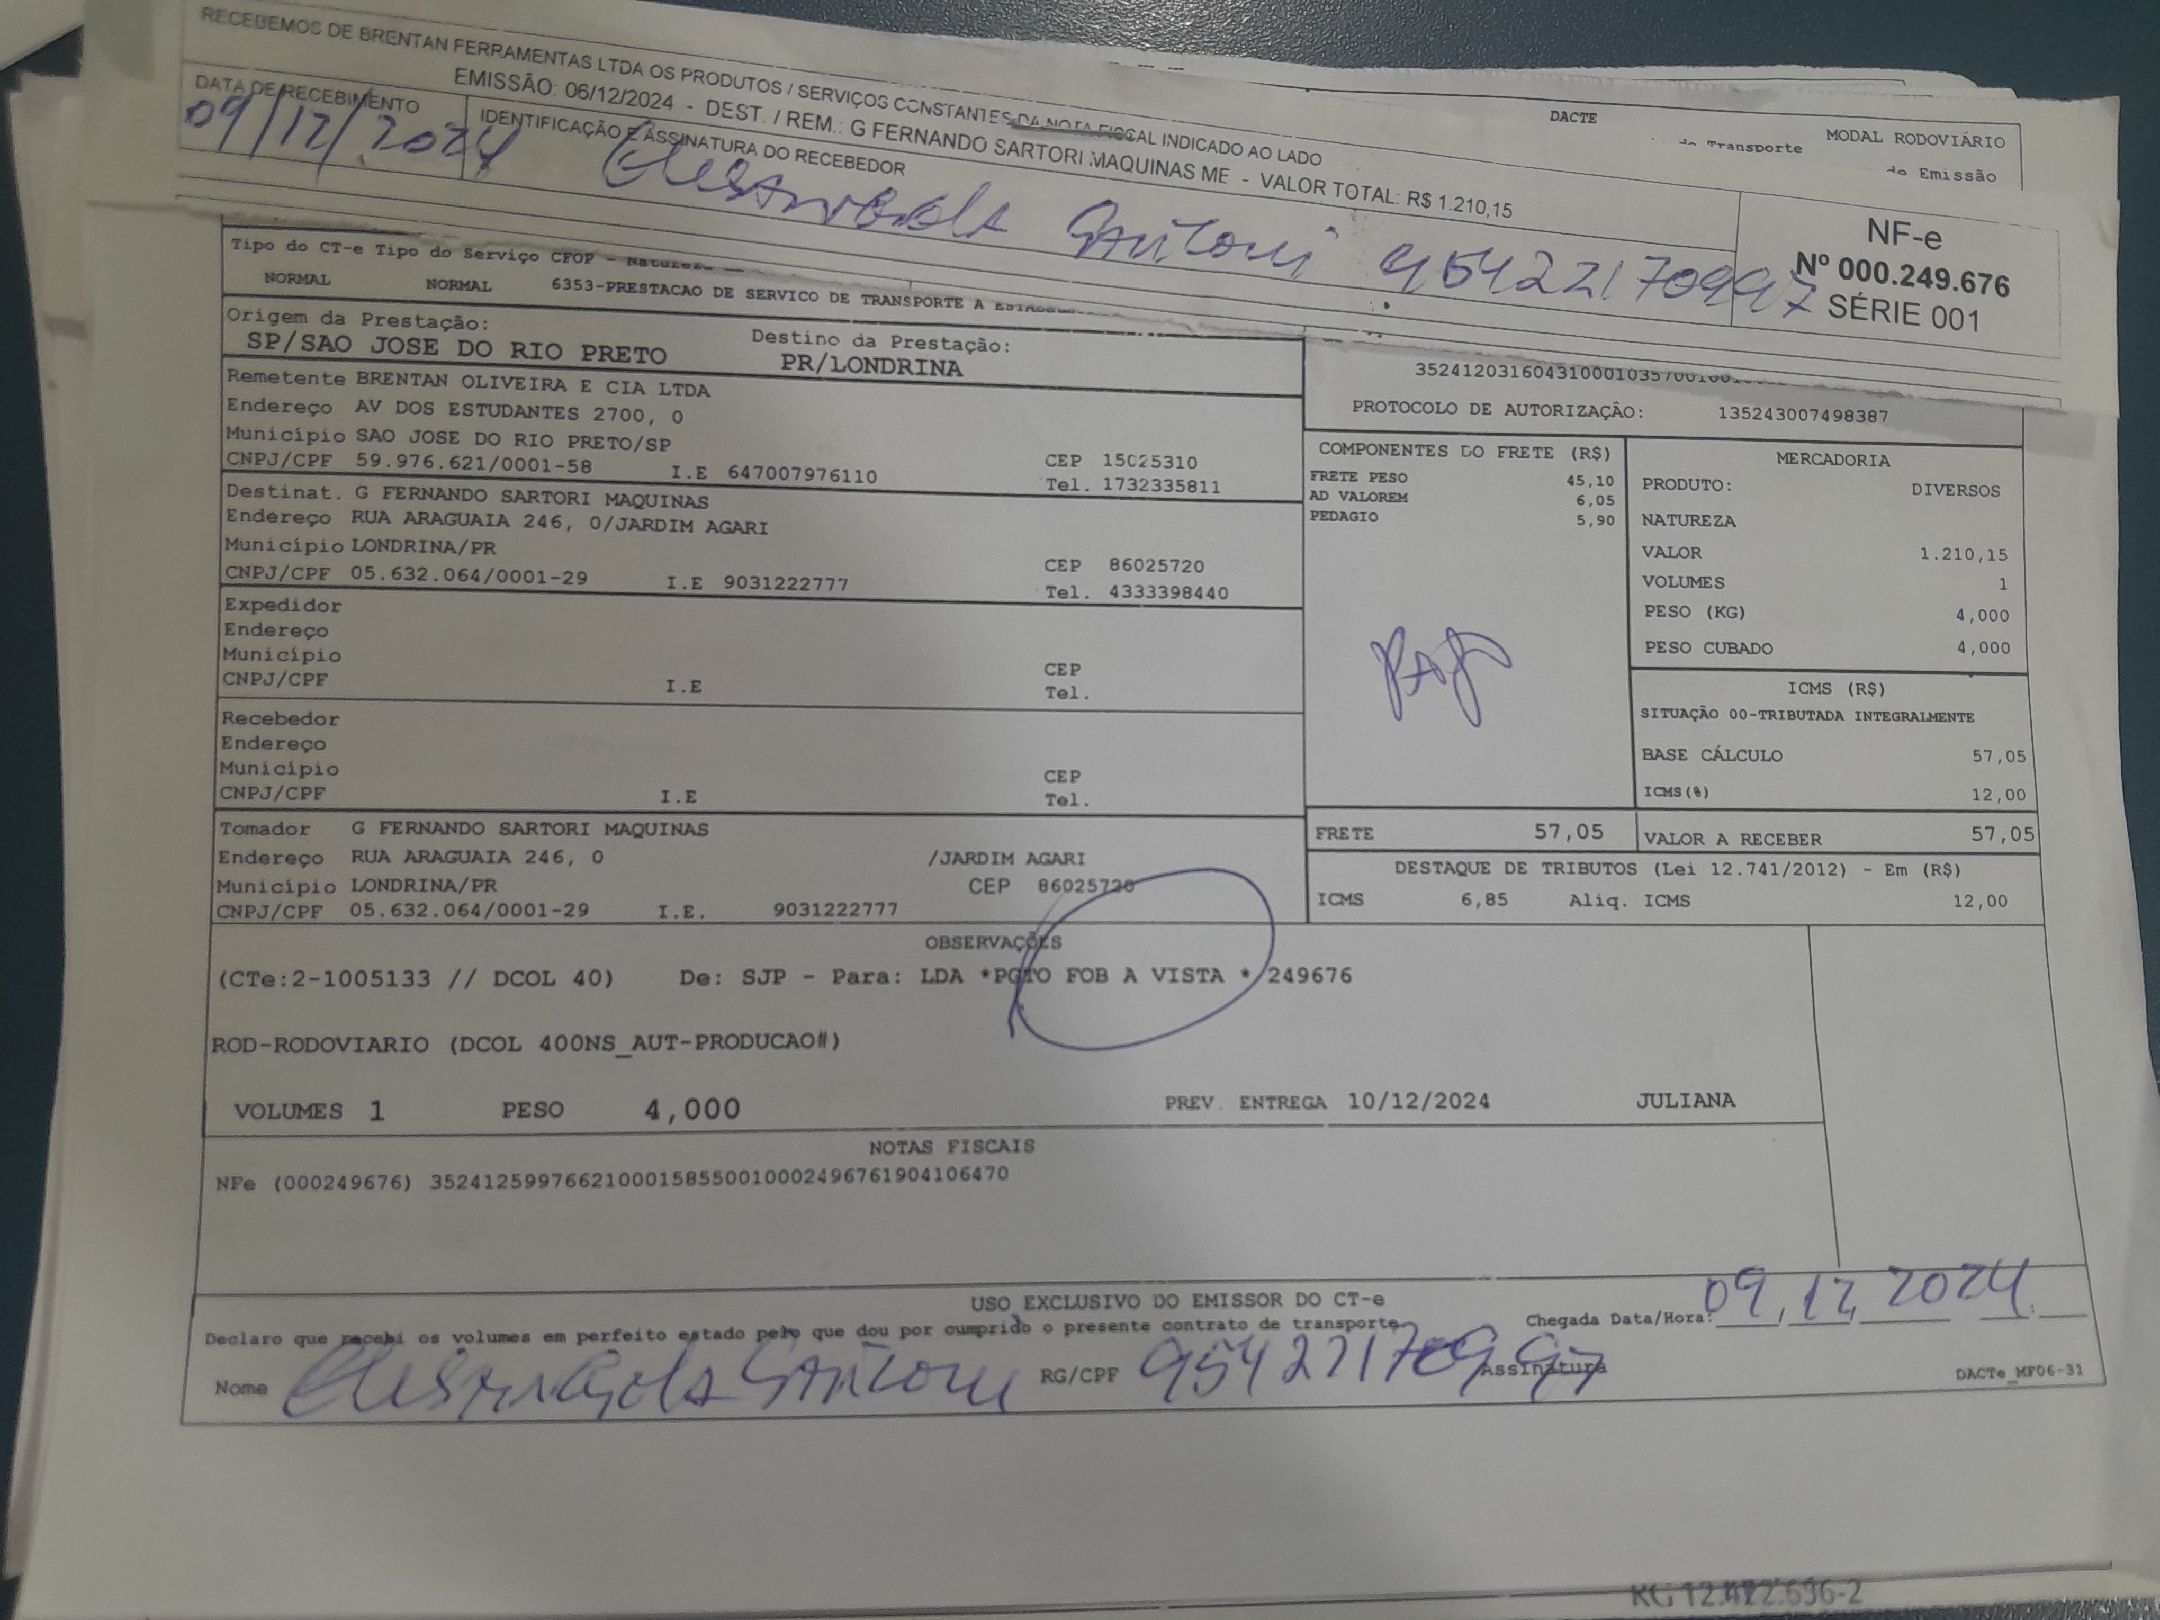 RECEBEMOS DE BRENTAN FERRAMENTAS LTDA OS PRODUTOS / SERVIÇOS CONSTANTES DA NOTA FISCAL INDICADO AO LADO
EMISSÃO: 06/12/2024 - DEST. / REM.: G FERNANDO SARTORI MAQUINAS ME - VALOR TOTAL: R$ 1.210,15
DATA DE RECEBIMENTO
09/12/2024
IDENTIFICAÇÃO E ASSINATURA DO RECEBEDOR
Sartori 95422170997
NF-e
Nº 000.249.676
SÉRIE 001
DACTE
MODAL RODOVIÁRIO
Transporte
Emissão
Tipo do CT-e Tipo do Serviço CFOP -
NORMAL NORMAL 6353-PRESTACAO DE SERVICO DE TRANSPORTE A
Origem da Prestação:
SP/SAO JOSE DO RIO PRETO
Destino da Prestação:
PR/LONDRINA
PROTOCOLO DE AUTORIZAÇÃO: 135243007498387
Remetente BRENTAN OLIVEIRA E CIA LTDA
Endereço AV DOS ESTUDANTES 2700, 0
Município SAO JOSE DO RIO PRETO/SP
CEP 15025310
CNPJ/CPF 59.976.621/0001-58 I.E 647007976110 Tel. 1732335811
Destinat. G FERNANDO SARTORI MAQUINAS
Endereço RUA ARAGUAIA 246, 0/JARDIM AGARI
Município LONDRINA/PR
CEP 86025720
CNPJ/CPF 05.632.064/0001-29 I.E 9031222777 Tel. 4333398440
Expedidor
Endereço
Município CEP
CNPJ/CPF I.E Tel.
Recebedor
Endereço
Município CEP
CNPJ/CPF I.E Tel.
Tomador G FERNANDO SARTORI MAQUINAS
Endereço RUA ARAGUAIA 246, 0 /JARDIM AGARI
Município LONDRINA/PR CEP 86025720
CNPJ/CPF 05.632.064/0001-29 I.E. 9031222777
COMPONENTES DO FRETE (R$)
FRETE PESO 45,10
AD VALOREM 6,05
PEDAGIO 5,90
MERCADORIA
PRODUTO: DIVERSOS
NATUREZA
VALOR 1.210,15
VOLUMES 1
PESO (KG) 4,000
PESO CUBADO 4,000
ICMS (R$)
SITUAÇÃO 00-TRIBUTADA INTEGRALMENTE
BASE CÁLCULO 57,05
ICMS(%) 12,00
FRETE 57,05 VALOR A RECEBER 57,05
DESTAQUE DE TRIBUTOS (Lei 12.741/2012) - Em (R$)
ICMS 6,85 Aliq. ICMS 12,00
OBSERVAÇÕES
(CTe:2-1005133 // DCOL 40) De: SJP - Para: LDA *PGTO FOB A VISTA * 249676
ROD-RODOVIARIO (DCOL 400NS_AUT-PRODUCAO#)
VOLUMES 1 PESO 4,000 PREV. ENTREGA 10/12/2024 JULIANA
NOTAS FISCAIS
NFe (000249676) 35241259976621000158550010002496761904106470
USO EXCLUSIVO DO EMISSOR DO CT-e
Declaro que recebi os volumes em perfeito estado pelo que dou por cumprido o presente contrato de transporte
Chegada Data/Hora: 09,12,2024
Nome Sartori RG/CPF 95422170997 Assinatura
DACTe_MF06-31